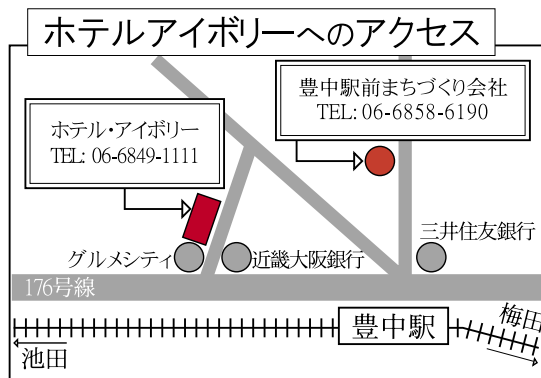 ホテルアイボリーへのアクセス
豊中駅前まちづくり会社
TEL: 06-6858-6190
ホテル・アイボリー
TEL: 06-6849-1111
三井住友銀行
グルメシティ
近畿大阪銀行
176号線
豊中駅
梅田
池田